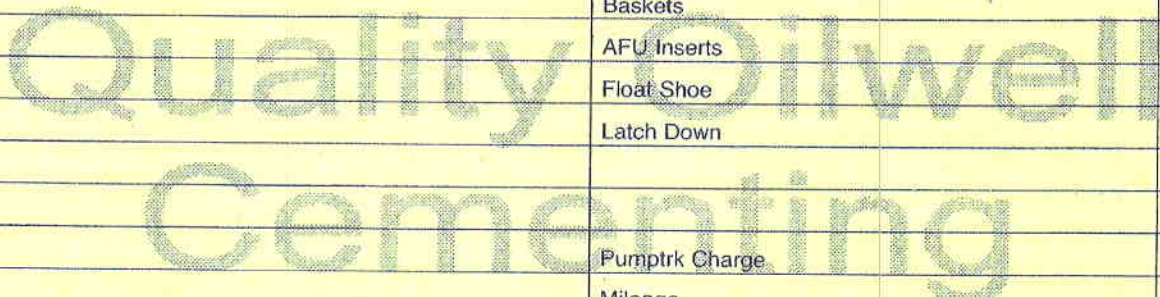 Baskets
AFU Inserts
Float Shoe
Latch Down
Pumptrk Charge
Mileage
Quality Oilwell
Cementing